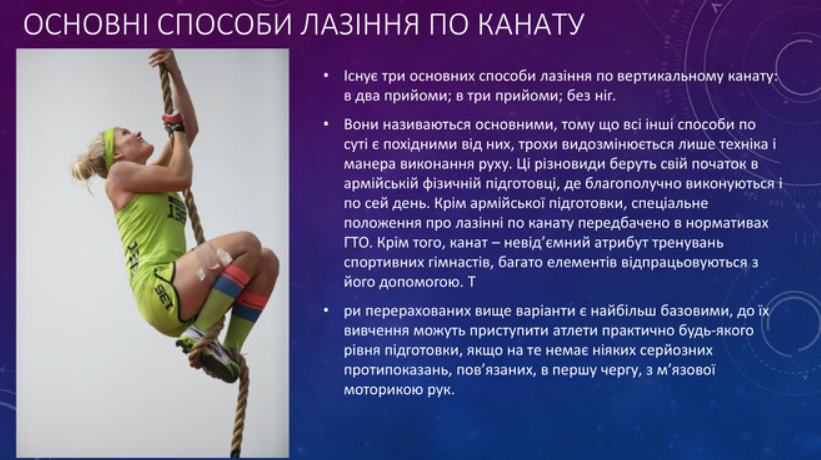 ОСНОВНІ СПОСОБИ ЛАЗІННЯ ПО КАНАТУ
• Існує три основних способи лазіння по вертикальному канату:
в два прийоми; в три прийоми; без ніг.
• Вони називаються основними, тому що всі інші способи по
суті є похідними від них, трохи видозмінюється лише техніка і
манера виконання руху. Ці різновиди беруть свій початок в
армійській фізичній підготовці, де благополучно виконуються і
по сей день. Крім армійської підготовки, спеціальне
положення про лазінні по канату передбачено в нормативах
ГТО. Крім того, канат – невід’ємний атрибут тренувань
спортивних гімнастів, багато елементів відпрацьовуються з
його допомогою. Т
• ри перерахованих вище варіанти є найбільш базовими, до їх
вивчення можуть приступити атлети практично будь-якого
рівня підготовки, якщо на те немає ніяких серйозних
протипоказань, пов’язаних, в першу чергу, з м’язової
моторикою рук.